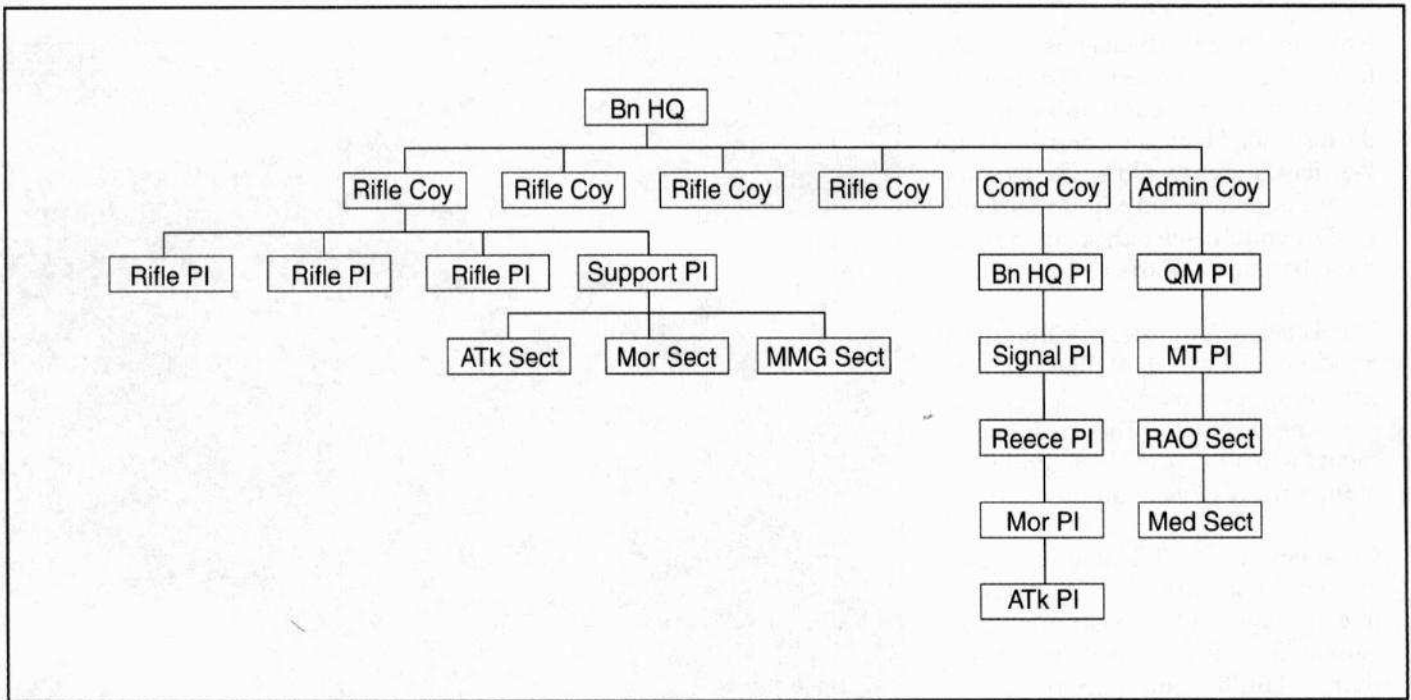 Bn HQ
Rifle Coy Rifle Coy Rifle Coy Rifle Coy Comd Coy Admin Coy
Rifle Pl Rifle Pl Rifle Pl Support Pl Bn HQ Pl QM Pl
ATk Sect Mor Sect MMG Sect Signal Pl MT Pl
Reece Pl RAO Sect
Mor Pl Med Sect
ATk Pl